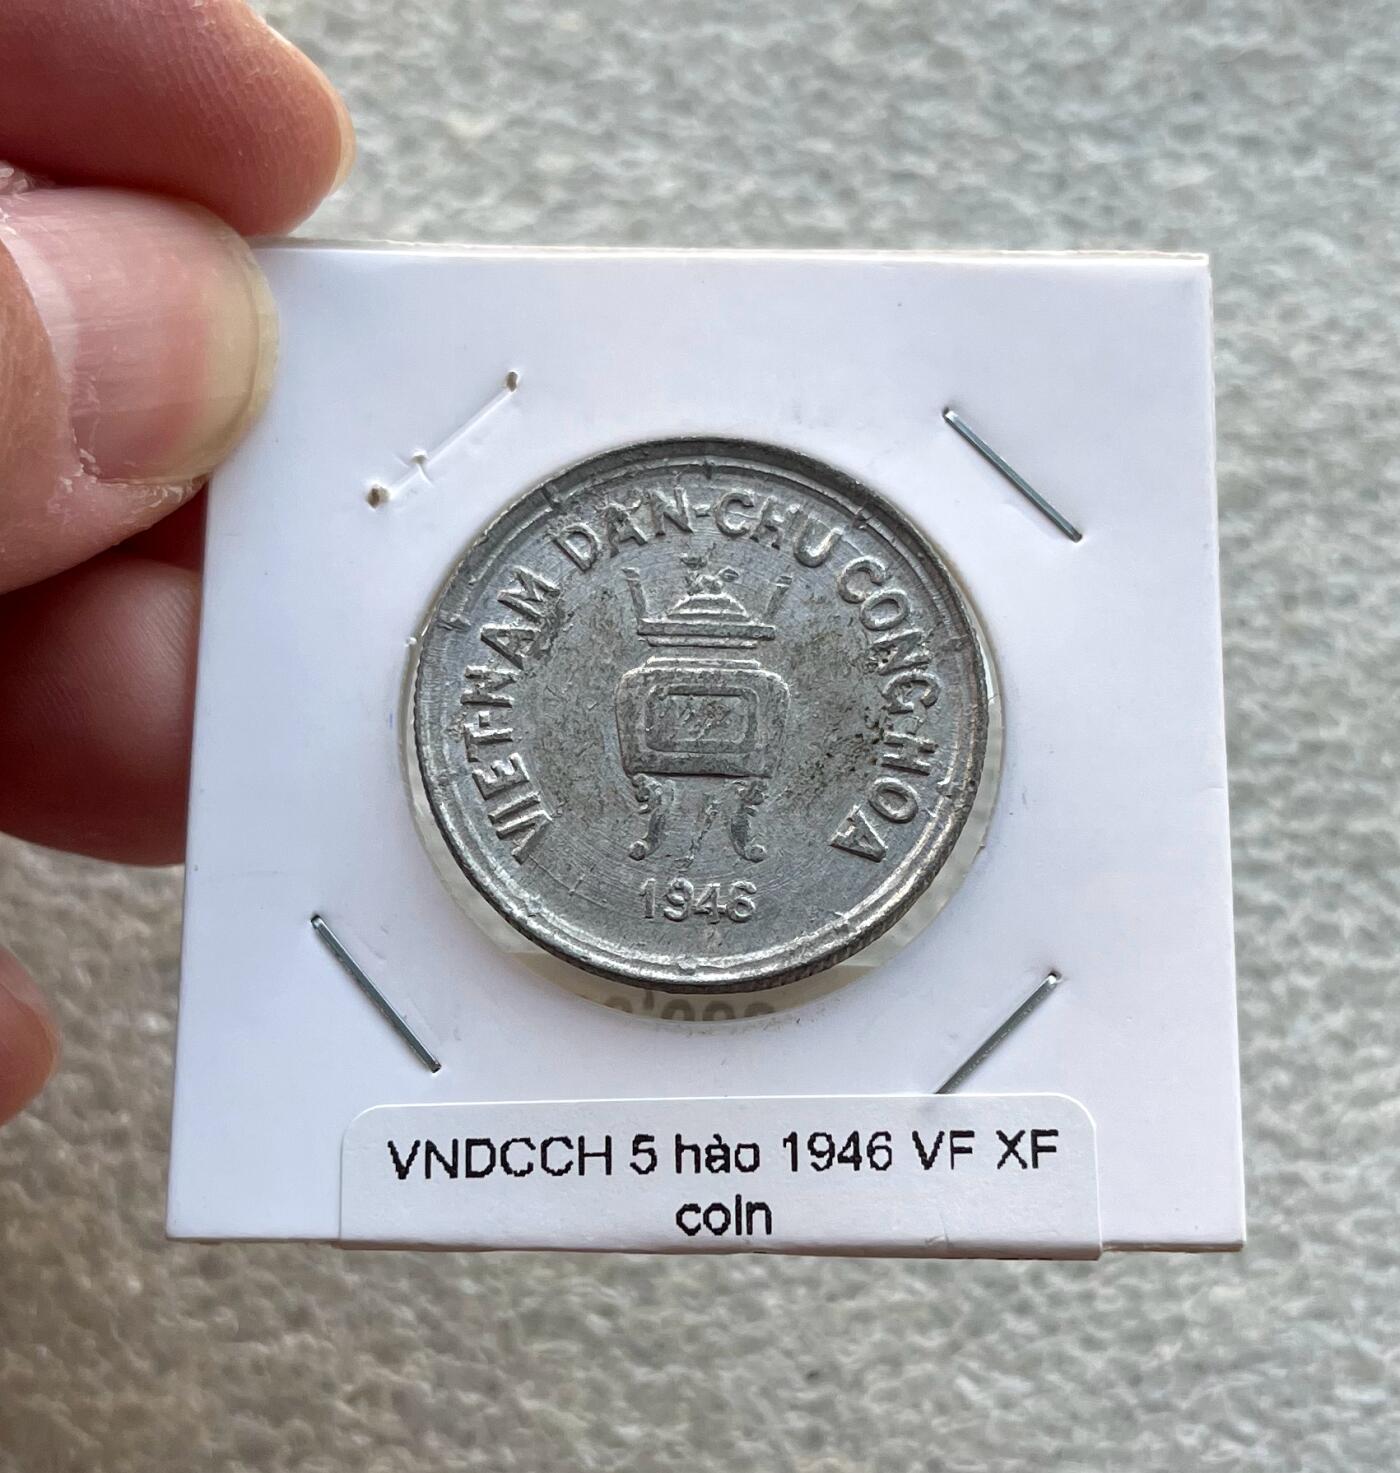 VIET-NAM DAN-CHU CONG-HOA
1946
VNDCCH 5 hào 1946 VF XF
coin